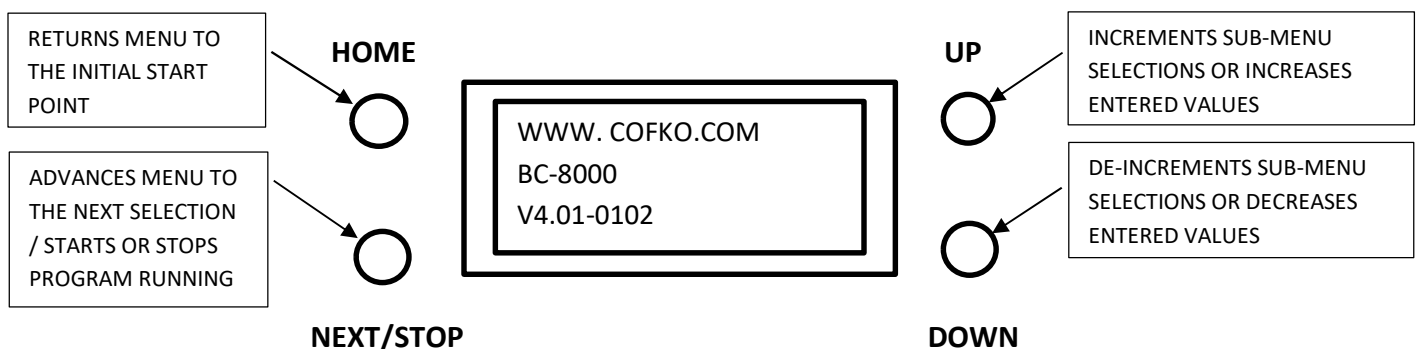 RETURNS MENU TO
THE INITIAL START
POINT
HOME
UP
INCREMENTS SUB-MENU
SELECTIONS OR INCREASES
ENTERED VALUES
WWW. COFKO.COM
BC-8000
V4.01-0102
ADVANCES MENU TO
THE NEXT SELECTION
/ STARTS OR STOPS
PROGRAM RUNNING
DE-INCREMENTS SUB-MENU
SELECTIONS OR DECREASES
ENTERED VALUES
NEXT/STOP
DOWN